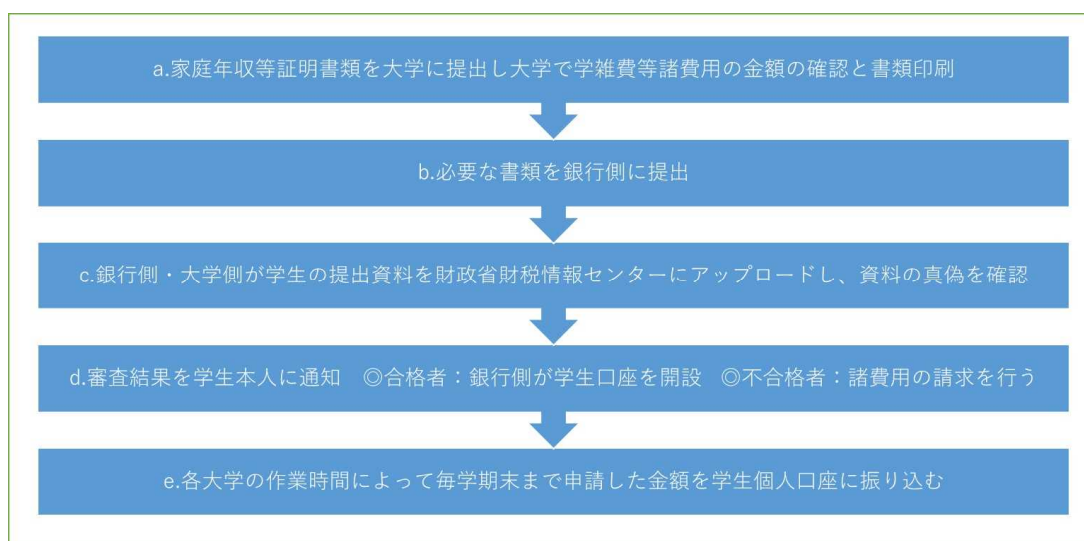 a.家庭年収等証明書類を大学に提出し大学で学雑費等諸費用の金額の確認と書類印刷
b.必要な書類を銀行側に提出
c.銀行側・大学側が学生の提出資料を財政省財税情報センターにアップロードし、資料の真偽を確認
d.審査結果を学生本人に通知　◎合格者：銀行側が学生口座を開設　◎不合格者：諸費用の請求を行う
e.各大学の作業時間によって毎学期末まで申請した金額を学生個人口座に振り込む